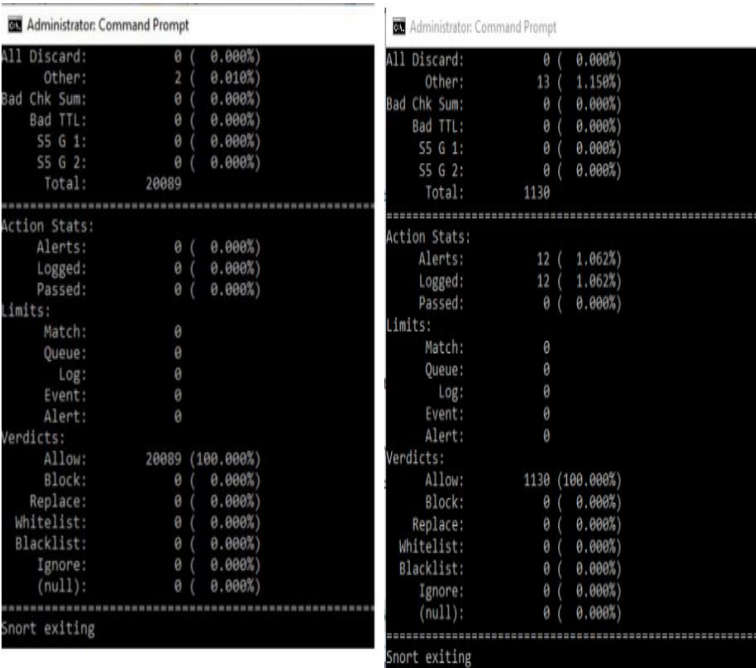 Administrator: Command Prompt
All Discard: 0 ( 0.000%)
Other: 2 ( 0.010%)
Bad Chk Sum: 0 ( 0.000%)
Bad TTL: 0 ( 0.000%)
S5 G 1: 0 ( 0.000%)
S5 G 2: 0 ( 0.000%)
Total: 20089
Action Stats:
Alerts: 0 ( 0.000%)
Logged: 0 ( 0.000%)
Passed: 0 ( 0.000%)
Limits:
Match: 0
Queue: 0
Log: 0
Event: 0
Alert: 0
Verdicts:
Allow: 20089 (100.000%)
Block: 0 ( 0.000%)
Replace: 0 ( 0.000%)
Whitelist: 0 ( 0.000%)
Blacklist: 0 ( 0.000%)
Ignore: 0 ( 0.000%)
(null): 0 ( 0.000%)
Snort exiting
Administrator: Command Prompt
All Discard: 0 ( 0.000%)
Other: 13 ( 1.150%)
Bad Chk Sum: 0 ( 0.000%)
Bad TTL: 0 ( 0.000%)
S5 G 1: 0 ( 0.000%)
S5 G 2: 0 ( 0.000%)
Total: 1130
Action Stats:
Alerts: 12 ( 1.062%)
Logged: 12 ( 1.062%)
Passed: 0 ( 0.000%)
Limits:
Match: 0
Queue: 0
Log: 0
Event: 0
Alert: 0
Verdicts:
Allow: 1130 (100.000%)
Block: 0 ( 0.000%)
Replace: 0 ( 0.000%)
Whitelist: 0 ( 0.000%)
Blacklist: 0 ( 0.000%)
Ignore: 0 ( 0.000%)
(null): 0 ( 0.000%)
Snort exiting